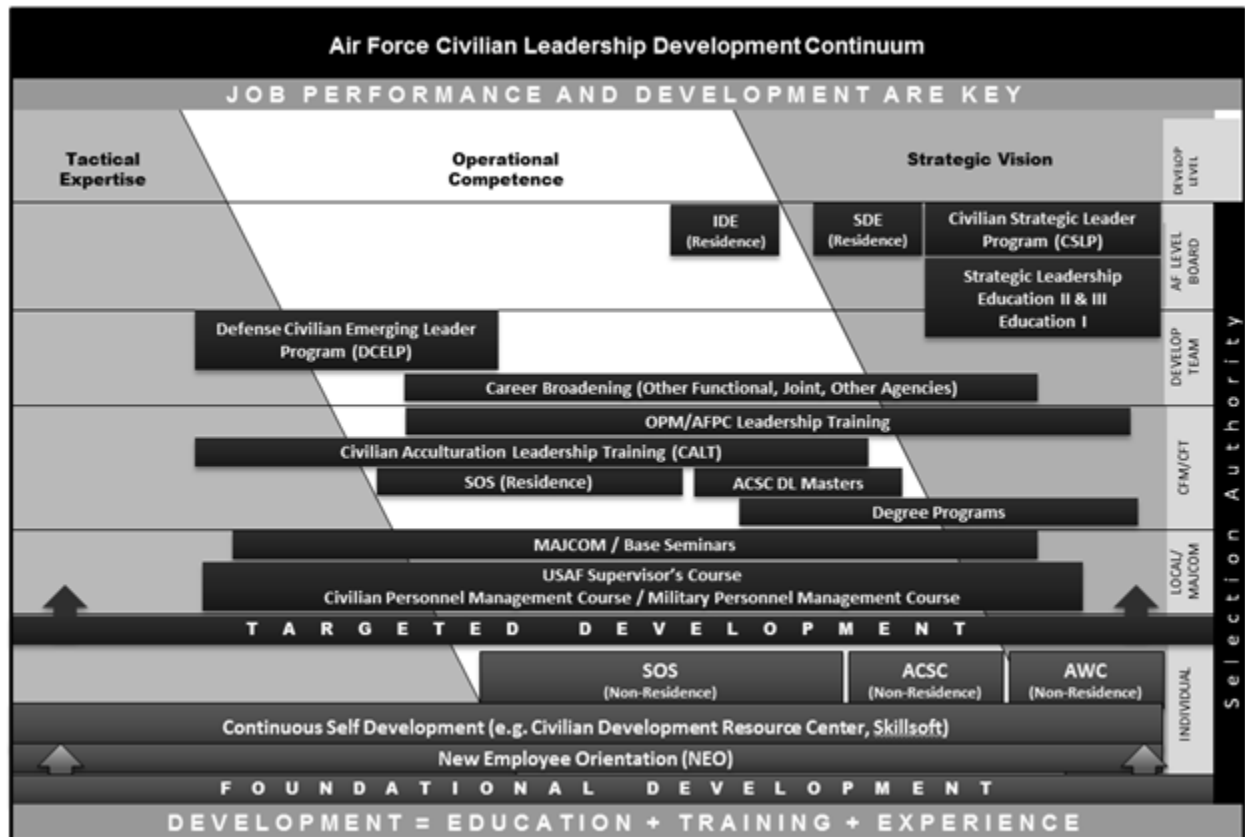 Air Force Civilian Leadership Development Continuum
JOB PERFORMANCE AND DEVELOPMENT ARE KEY
Tactical
Expertise
Operational
Competence
Strategic Vision
DEVELOP
LEVEL
IDE
(Residence)
SDE
(Residence)
Civilian Strategic Leader
Program (CSLP)
Strategic Leadership
Education II & III
Education I
AF LEVEL
BOARD
Defense Civilian Emerging Leader
Program (DCELP)
Career Broadening (Other Functional, Joint, Other Agencies)
DEVELOP
TEAM
OPM/AFPC Leadership Training
Civilian Acculturation Leadership Training (CALT)
SOS (Residence)
ACSC DL Masters
Degree Programs
CFM/CFT
MAJCOM / Base Seminars
USAF Supervisor's Course
Civilian Personnel Management Course / Military Personnel Management Course
LOCAL/
MAJCOM
TARGETED DEVELOPMENT
SOS
(Non-Residence)
ACSC
(Non-Residence)
AWC
(Non-Residence)
Continuous Self Development (e.g. Civilian Development Resource Center, Skillsoft)
New Employee Orientation (NEO)
INDIVIDUAL
Selection Authority
FOUNDATIONAL DEVELOPMENT
DEVELOPMENT = EDUCATION + TRAINING + EXPERIENCE